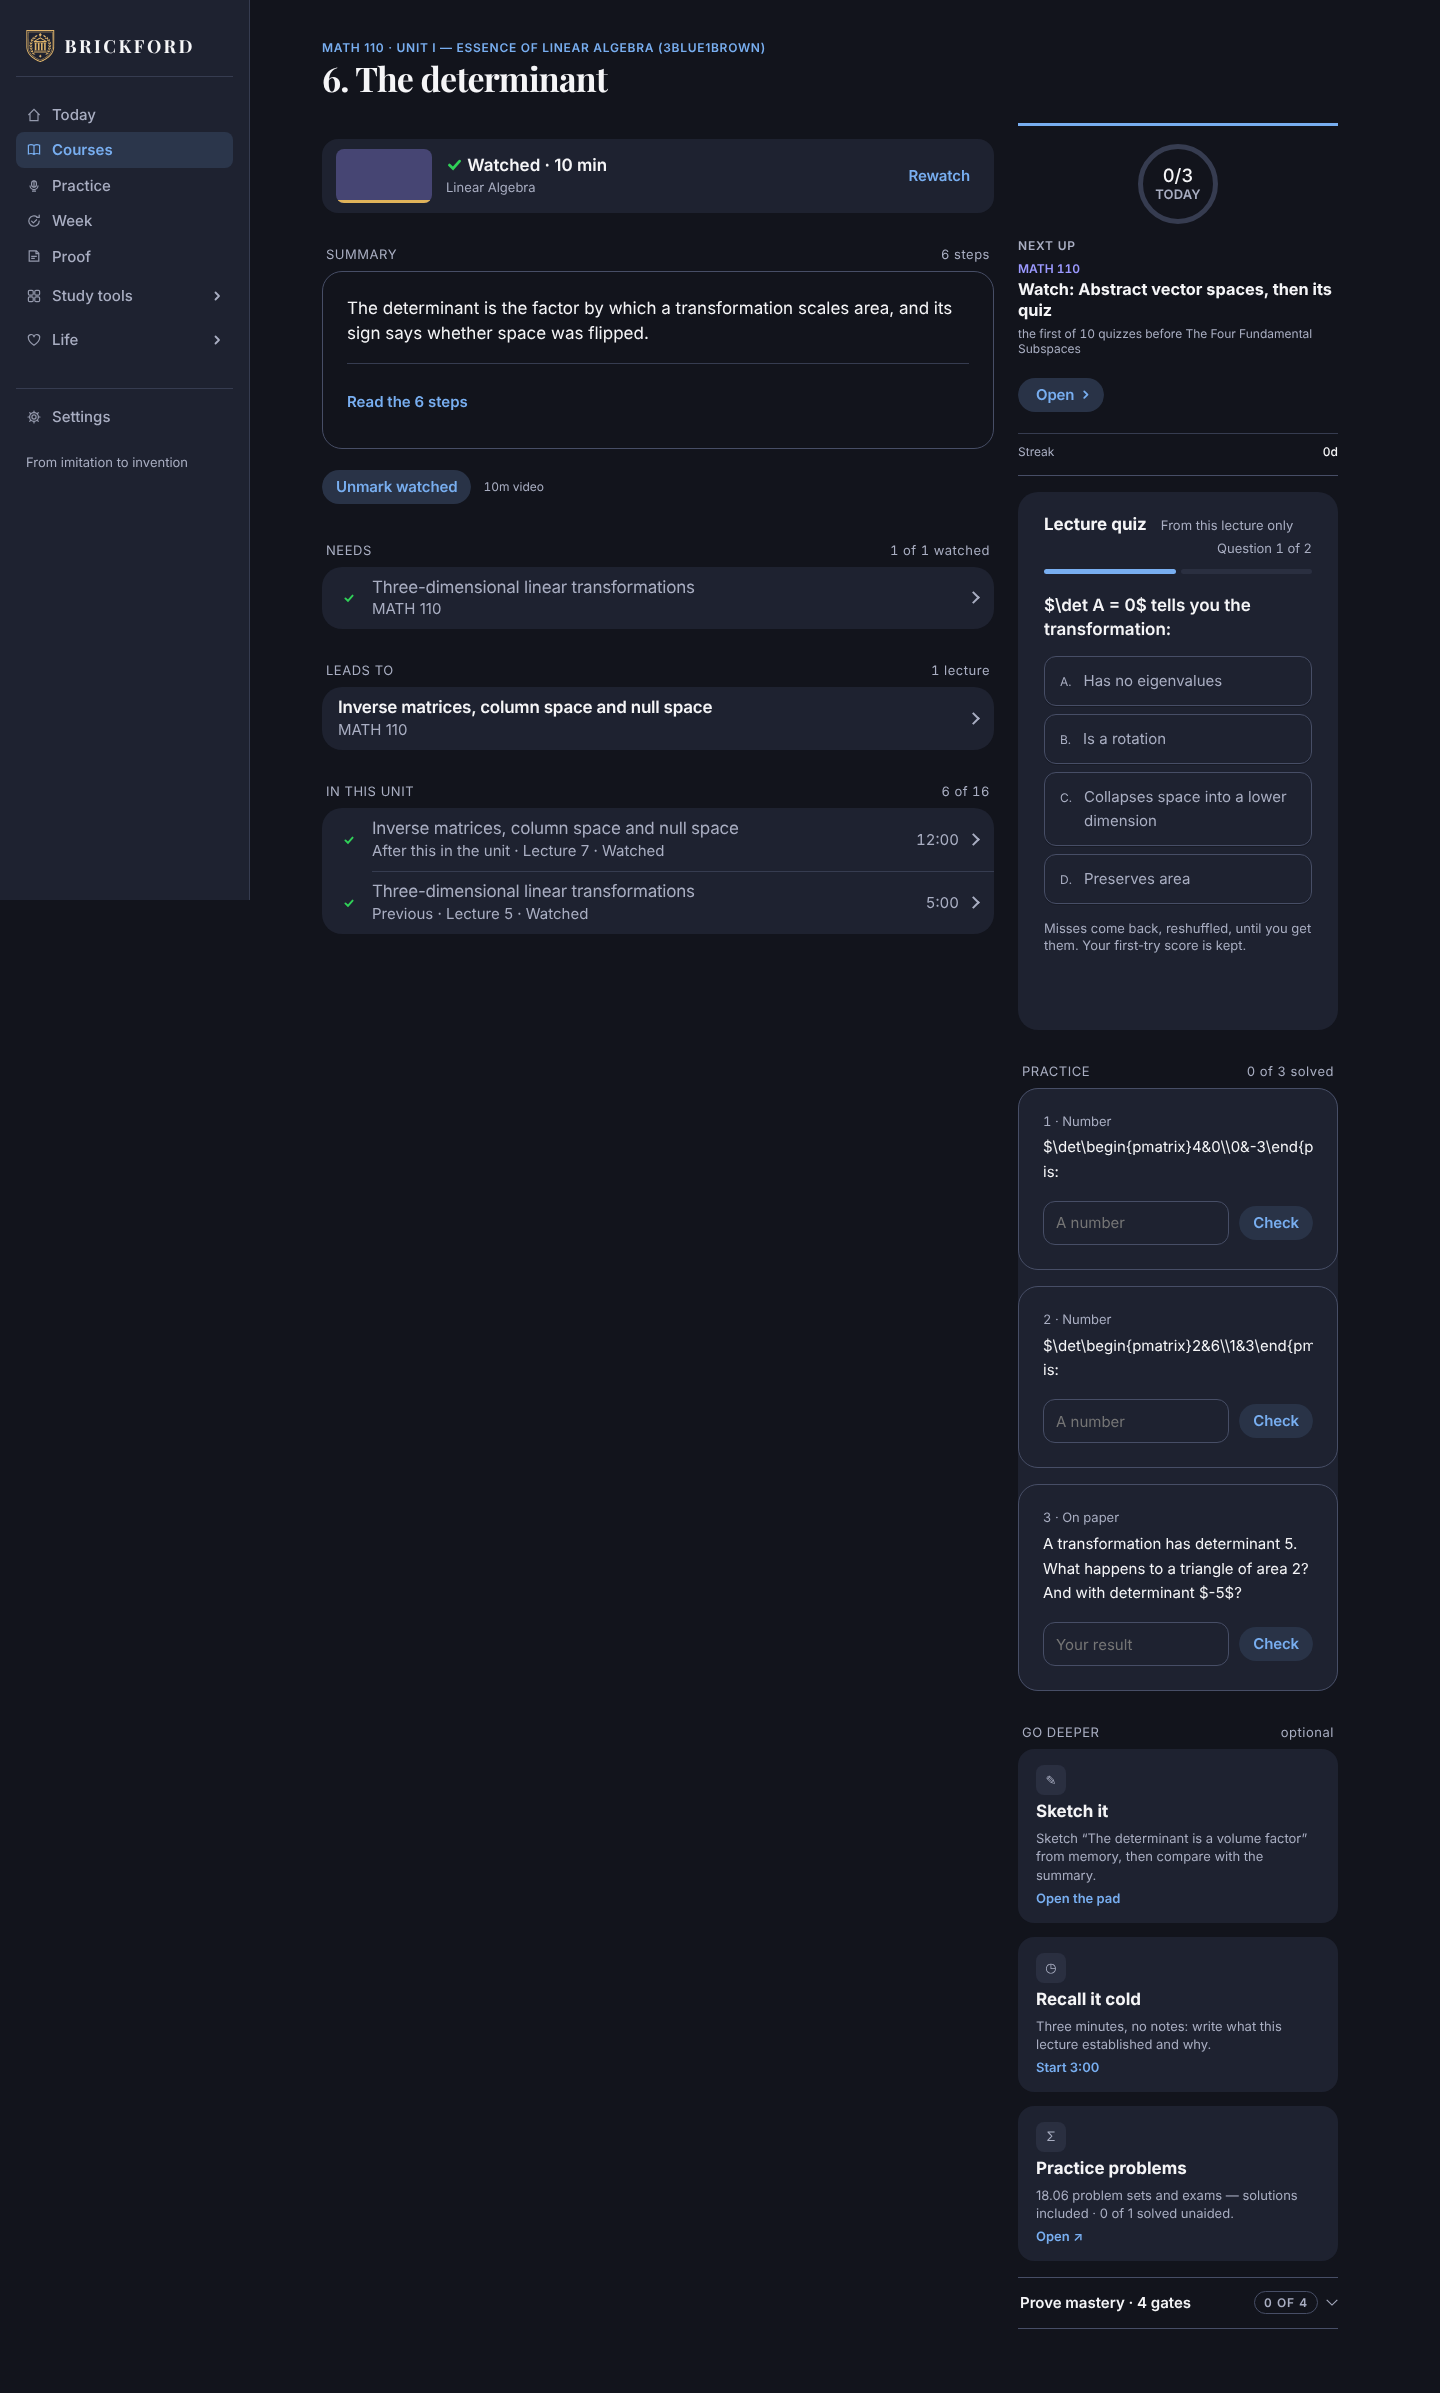 BRICKFORD
Today
Courses
Practice
Week
Proof
Study tools
Life
Settings
From imitation to invention
MATH 110 · UNIT I — ESSENCE OF LINEAR ALGEBRA (3BLUE1BROWN)
6. The determinant
Watched · 10 min
Linear Algebra
Rewatch
SUMMARY 6 steps
The determinant is the factor by which a transformation scales area, and its
sign says whether space was flipped.
Read the 6 steps
Unmark watched 10m video
NEEDS 1 of 1 watched
Three-dimensional linear transformations
MATH 110
LEADS TO 1 lecture
Inverse matrices, column space and null space
MATH 110
IN THIS UNIT 6 of 16
Inverse matrices, column space and null space
After this in the unit · Lecture 7 · Watched
12:00
Three-dimensional linear transformations
Previous · Lecture 5 · Watched
5:00
0/3
TODAY
NEXT UP
MATH 110
Watch: Abstract vector spaces, then its
quiz
the first of 10 quizzes before The Four Fundamental
Subspaces
Open
Streak 0d
Lecture quiz From this lecture only
Question 1 of 2
$\det A = 0$ tells you the
transformation:
A. Has no eigenvalues
B. Is a rotation
C. Collapses space into a lower
dimension
D. Preserves area
Misses come back, reshuffled, until you get
them. Your first-try score is kept.
PRACTICE 0 of 3 solved
1 · Number
$\det\begin{pmatrix}4&0\\0&-3\end{p
is:
A number Check
2 · Number
$\det\begin{pmatrix}2&6\\1&3\end{pm
is:
A number Check
3 · On paper
A transformation has determinant 5.
What happens to a triangle of area 2?
And with determinant $-5$?
Your result Check
GO DEEPER optional
✎
Sketch it
Sketch “The determinant is a volume factor”
from memory, then compare with the
summary.
Open the pad
◷
Recall it cold
Three minutes, no notes: write what this
lecture established and why.
Start 3:00
Σ
Practice problems
18.06 problem sets and exams — solutions
included · 0 of 1 solved unaided.
Open ↗
Prove mastery · 4 gates 0 OF 4